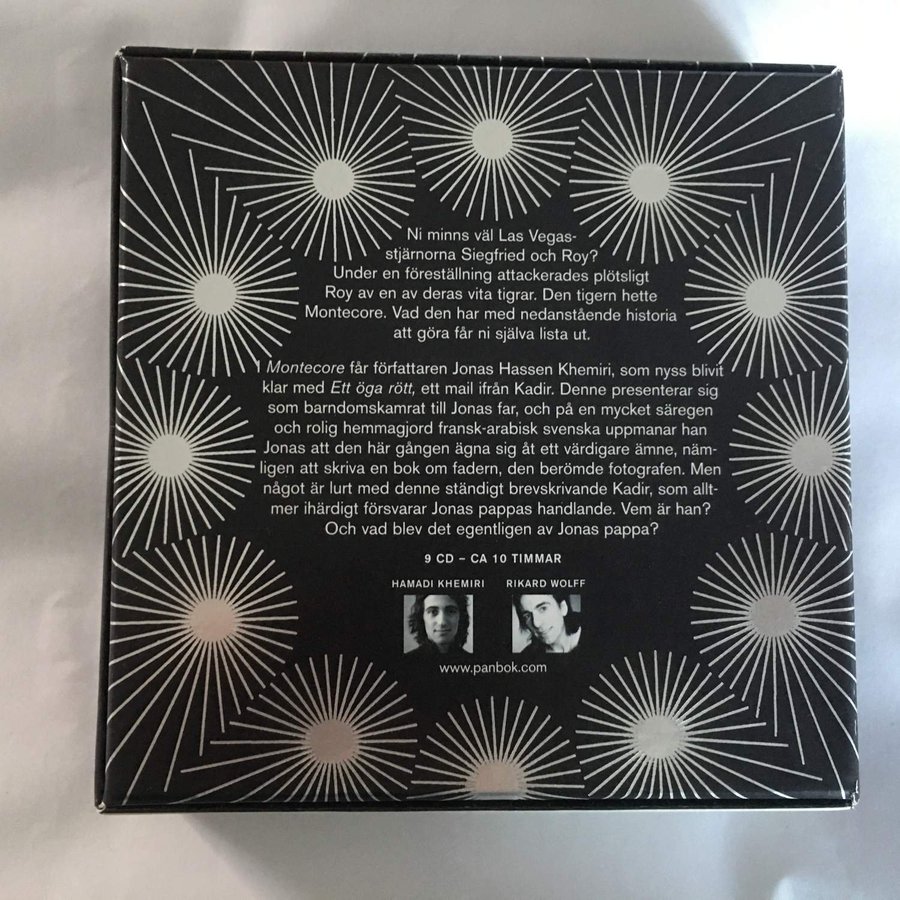 Ni minns väl Las Vegas-
stjärnorna Siegfried och Roy?
Under en föreställning attackerades plötsligt
Roy av en av deras vita tigrar. Den tigern hette
Montecore. Vad den har med nedanstående historia
att göra får ni själva lista ut.
I Montecore får författaren Jonas Hassen Khemiri, som nyss blivit
klar med Ett öga rött, ett mail ifrån Kadir. Denne presenterar sig
som barndomskamrat till Jonas far, och på en mycket säregen
och rolig hemmagjord fransk-arabisk svenska uppmanar han
Jonas att den här gången ägna sig åt ett värdigare ämne, näm-
ligen att skriva en bok om fadern, den berömde fotografen. Men
något är lurt med denne ständigt brevskrivande Kadir, som allt-
mer ihärdigt försvarar Jonas pappas handlande. Vem är han?
Och vad blev det egentligen av Jonas pappa?
9 CD – CA 10 TIMMAR
HAMADI KHEMIRI RIKARD WOLFF
www.panbok.com